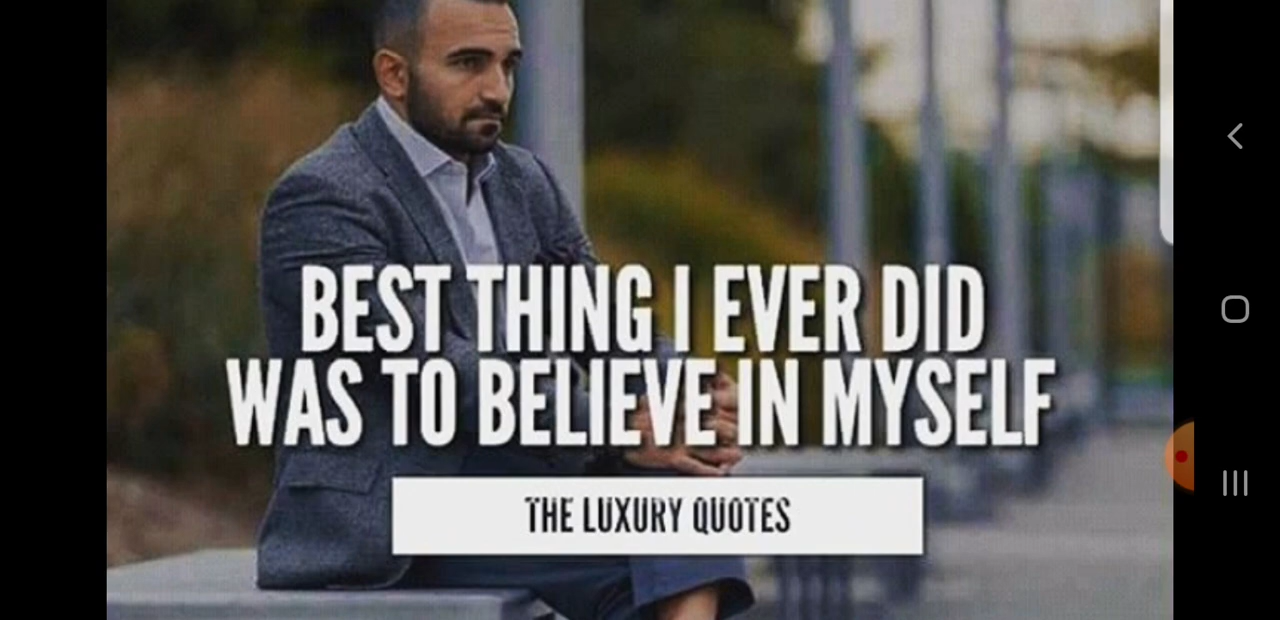 BEST THING I EVER DID
WAS TO BELIEVE IN MYSELF
THE LUXURY QUOTES